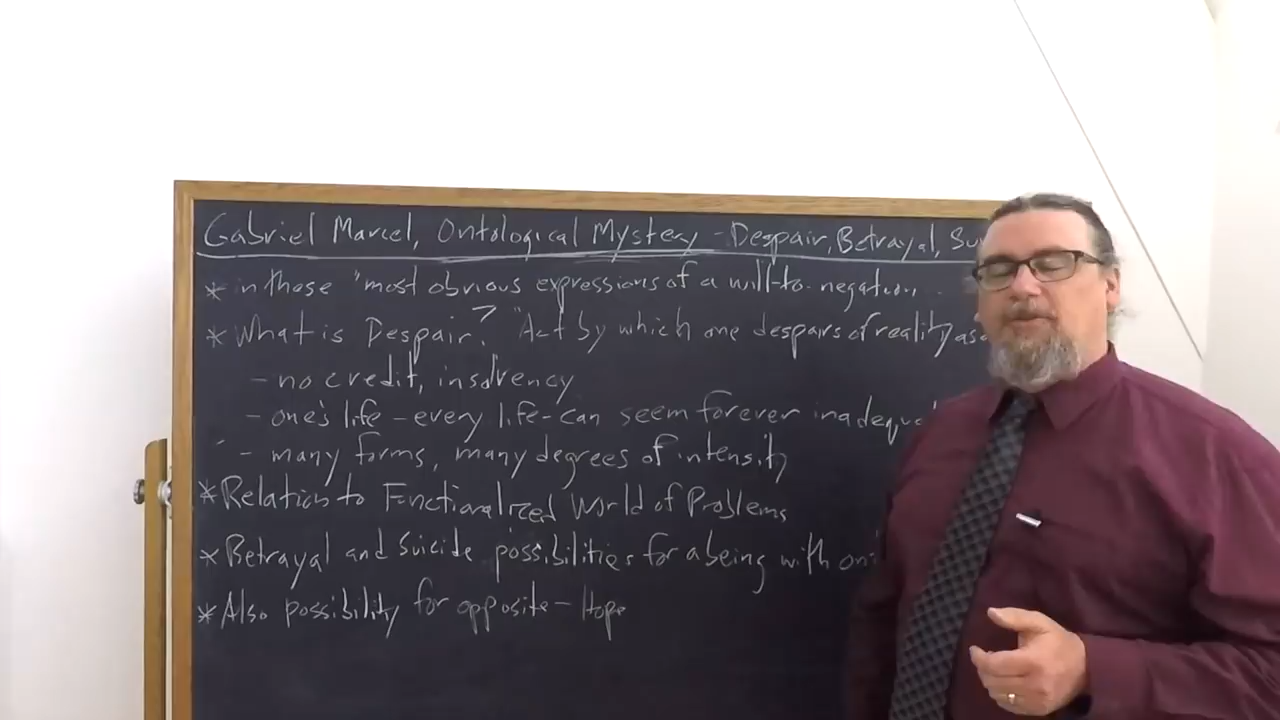 Gabriel Marcel, Ontological Mystery - Despair, Betrayal, Su
* in those "most obvious expressions of a will-to-negation"
* What is Despair? "Act by which one despairs of reality as
- no credit, insolvency
- one's life - every life - can seem forever inadequ
- many forms, many degrees of intensity
* Relation to Functionalized World of Problems
* Betrayal and Suicide possibilities for a being with
* Also possibility for opposite - Hope